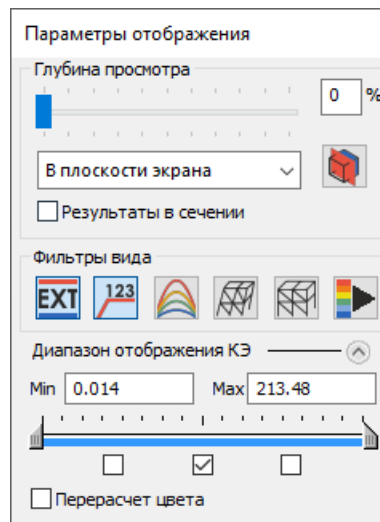 Параметры отображения
Глубина просмотра
0 %
В плоскости экрана
Результаты в сечении
Фильтры вида
EXT 123
Диапазон отображения КЭ
Min 0.014 Max 213.48
Перерасчет цвета